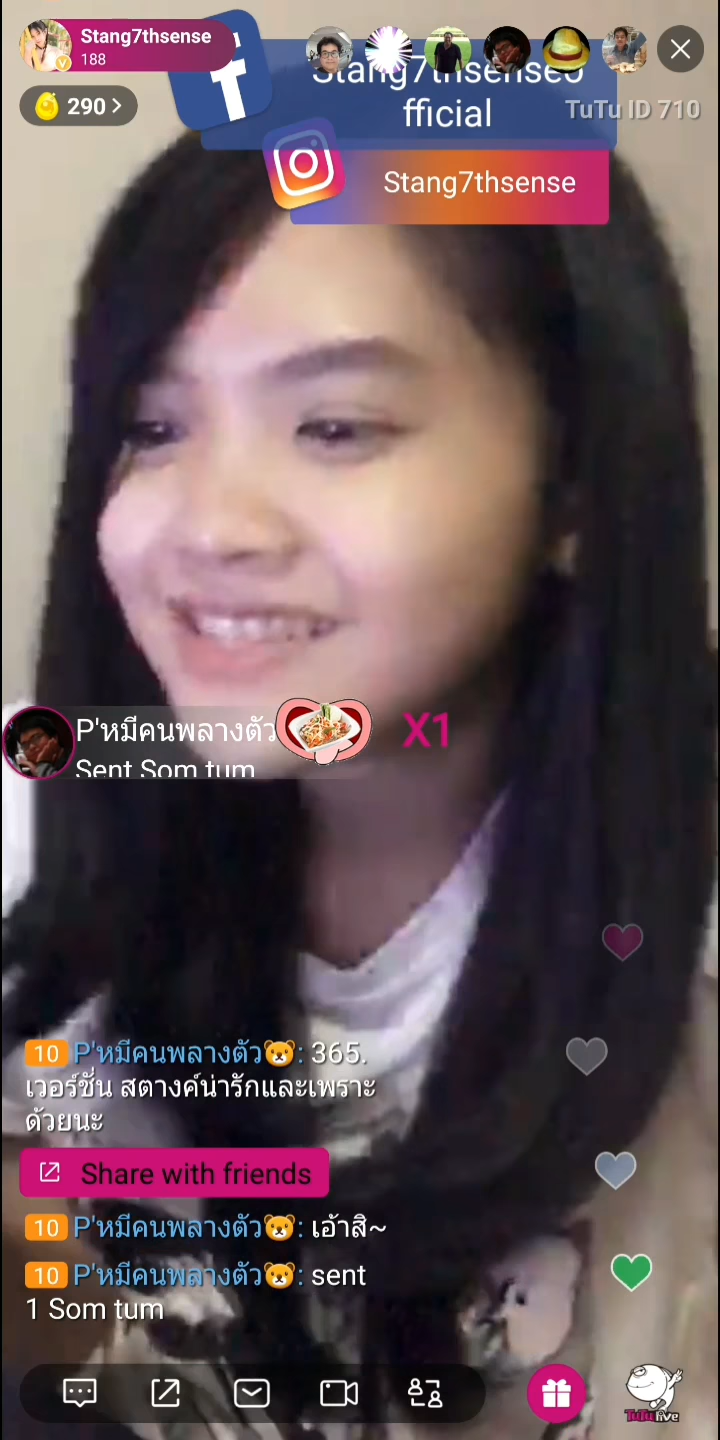 Stang7thsense
188
290 >
Stang7thsenseo
fficial
TuTu ID 710
Stang7thsense
P'หมีคนพลางตัว X1
Sent Som tum
10 P'หมีคนพลางตัว🐻: 365.
เวอร์ชั่น สตางค์น่ารักและเพราะ
ด้วยนะ
Share with friends
10 P'หมีคนพลางตัว🐻: เอ้าสิ~
10 P'หมีคนพลางตัว🐻: sent
1 Som tum
TuTu live